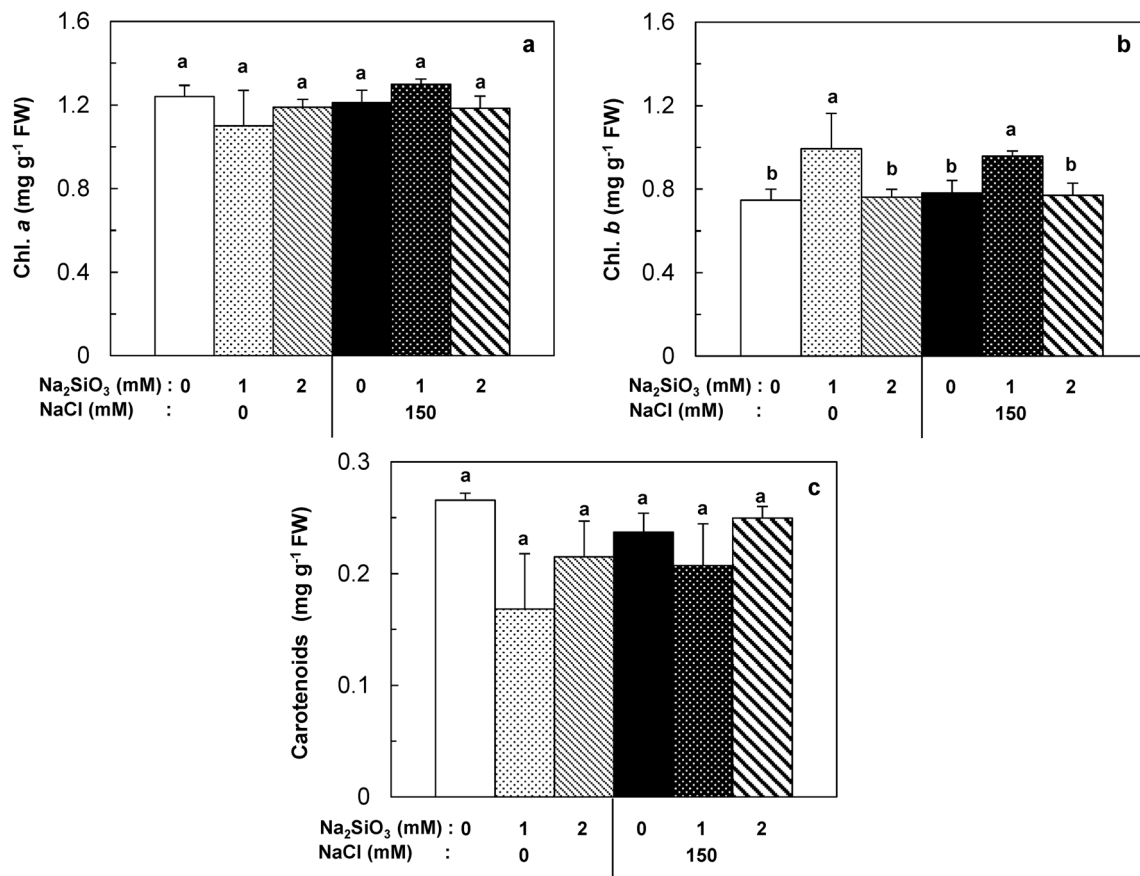 1.6
1.2
0.8
0.4
0
Chl. a (mg g-1 FW)
a
a a a a a a
Na2SiO3 (mM) : 0 1 2 0 1 2
NaCl (mM) : 0 150
1.6
1.2
0.8
0.4
0
Chl. b (mg g-1 FW)
b
b a b b a b
Na2SiO3 (mM) : 0 1 2 0 1 2
NaCl (mM) : 0 150
0.3
0.2
0.1
0
Carotenoids (mg g-1 FW)
c
a a a a a a
Na2SiO3 (mM) : 0 1 2 0 1 2
NaCl (mM) : 0 150